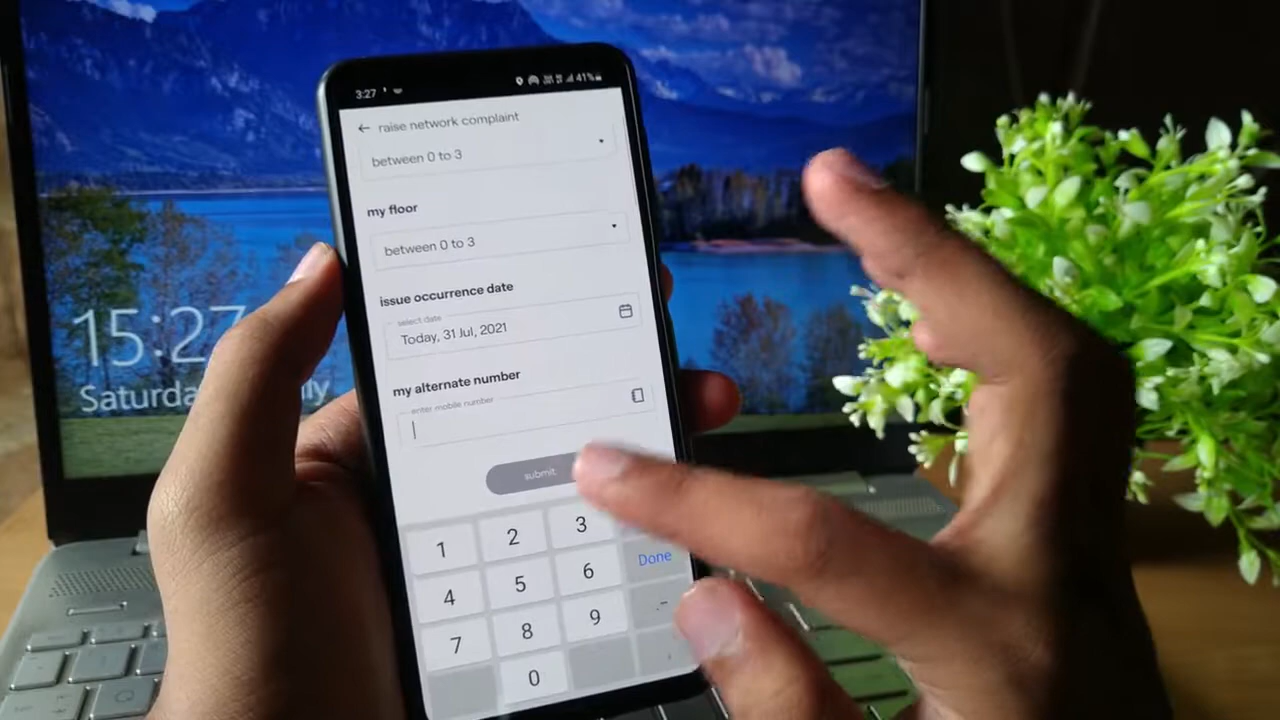 3:27
41%
← raise network complaint
between 0 to 3
my floor
between 0 to 3
issue occurrence date
select date
Today, 31 Jul, 2021
my alternate number
enter mobile number
submit
1 2 3
4 5 6 Done
7 8 9 .-
0 ,
15:27